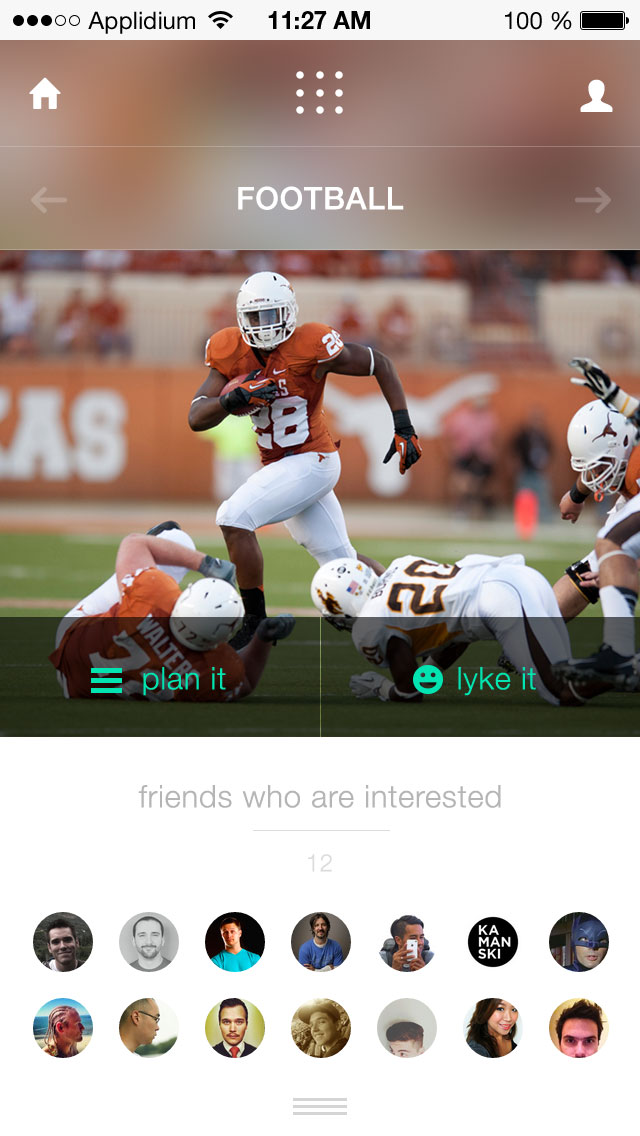 Applidium 11:27 AM 100 %
FOOTBALL
KAS
28
28
20
WALTERS
72
plan it
lyke it
friends who are interested
12
KA
MAN
SKI